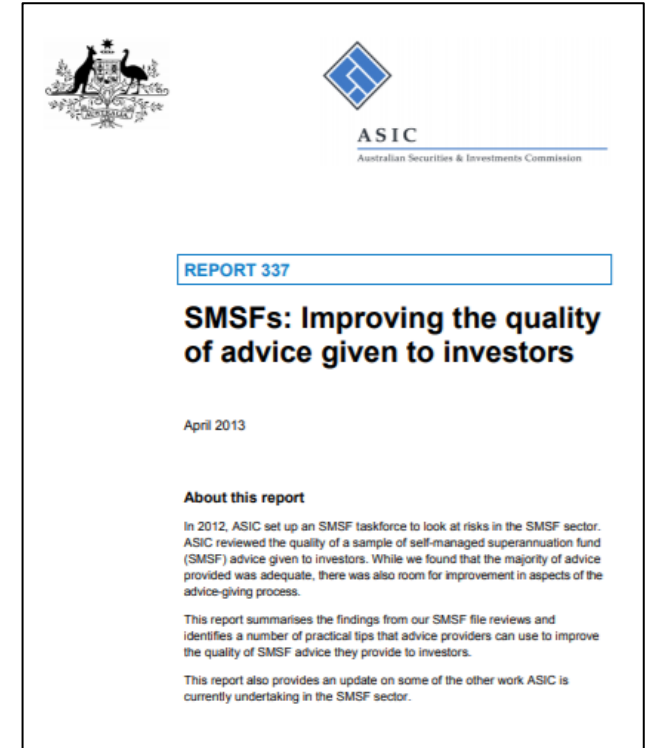 AUSTRALIA
ASIC
Australian Securities & Investments Commission
REPORT 337
SMSFs: Improving the quality
of advice given to investors
April 2013
About this report
In 2012, ASIC set up an SMSF taskforce to look at risks in the SMSF sector.
ASIC reviewed the quality of a sample of self-managed superannuation fund
(SMSF) advice given to investors. While we found that the majority of advice
provided was adequate, there was also room for improvement in aspects of the
advice-giving process.
This report summarises the findings from our SMSF file reviews and
identifies a number of practical tips that advice providers can use to improve
the quality of SMSF advice they provide to investors.
This report also provides an update on some of the other work ASIC is
currently undertaking in the SMSF sector.